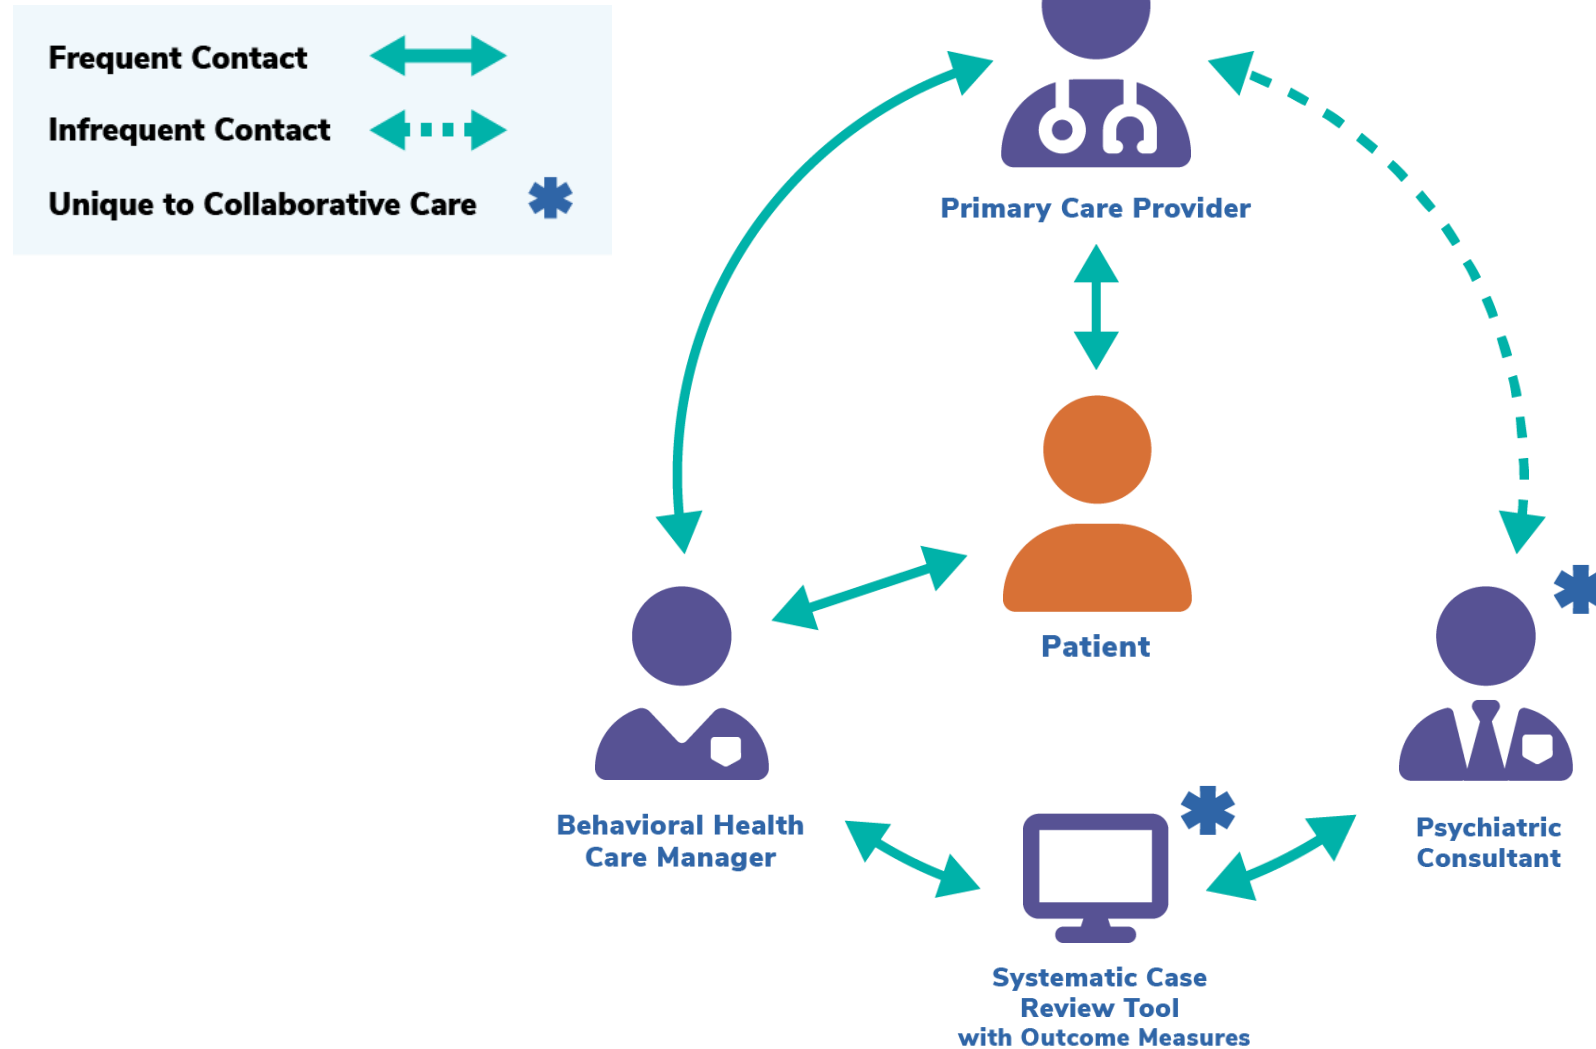 Frequent Contact
Infrequent Contact
Unique to Collaborative Care
Primary Care Provider
Patient
Behavioral Health
Care Manager
Psychiatric
Consultant
Systematic Case
Review Tool
with Outcome Measures